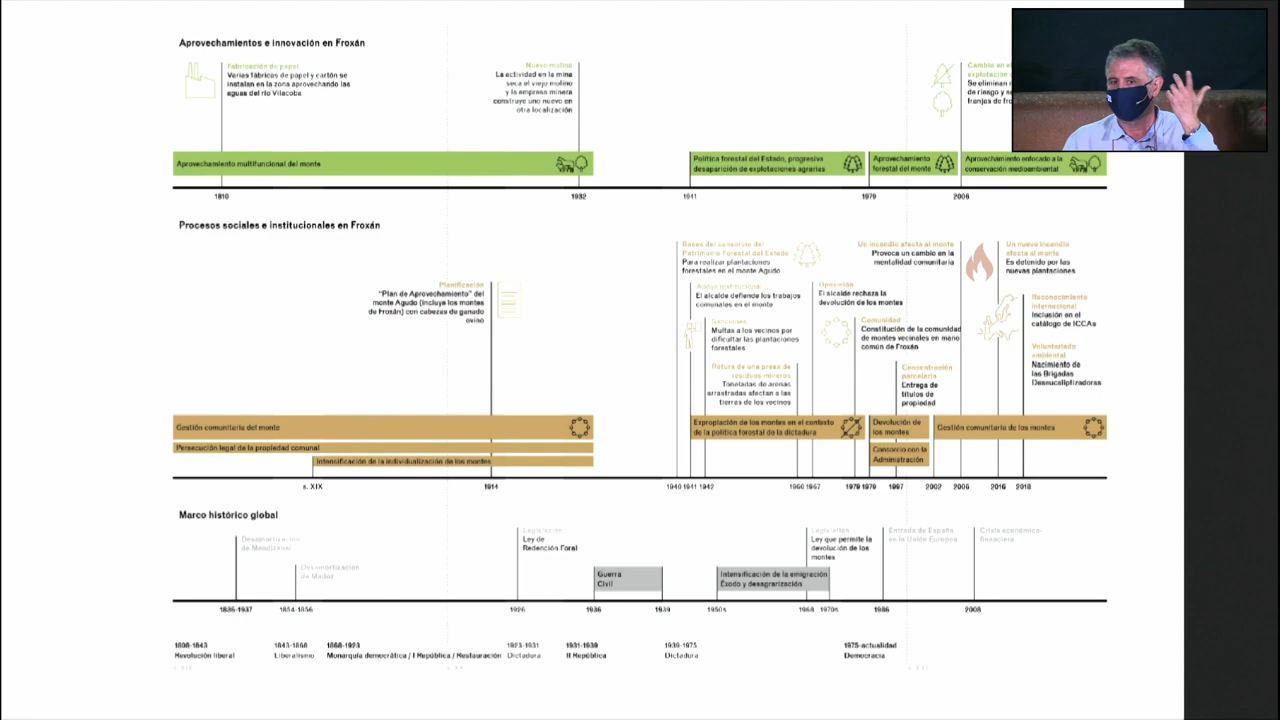 Aprovechamientos e innovación en Froxán
Fabricación de papel
Varias fábricas de papel y cartón se
instalan en la zona aprovechando las
aguas del río Vilacoba
Nuevo molino
La actividad en la mina
seca el viejo molino
y la empresa minera
construye uno nuevo en
otra localización
Cambio en el
explotación
Se eliminan
de riesgo y se
franjas de
Aprovechamiento multifuncional del monte
Política forestal del Estado, progresiva
desaparición de explotaciones agrarias
Aprovechamiento
forestal del monte
Aprovechamiento enfocado a la
conservación medioambiental
1810
1932
1941
1979
2006
Procesos sociales e institucionales en Froxán
Planificación
"Plan de Aprovechamiento" del
monte Agudo (incluye los montes
de Froxán) con cabezas de ganado
ovino
Bases del consorcio del
Patrimonio Forestal del Estado
Para realizar plantaciones
forestales en el monte Agudo
Apoyo institucional
El alcalde defiende los trabajos
comunales en el monte
Sanciones
Multas a los vecinos por
dificultar las plantaciones
forestales
Rotura de una presa de
residuos mineros
Toneladas de arenas
arrastradas afectan a las
tierras de los vecinos
Oposición
El alcalde rechaza la
devolución de los montes
Comunidad
Constitución de la comunidad
de montes vecinales en mano
común de Froxán
Concentración
parcelaria
Entrega de
títulos de
propiedad
Un incendio afecta al monte
Provoca un cambio en la
mentalidad comunitaria
Un nuevo incendio
afecta al monte
Es detenido por las
nuevas plantaciones
Reconocimiento
internacional
Inclusión en el
catálogo de ICCAs
Voluntariado
ambiental
Nacimiento de
las Brigadas
Deseucaliptizadoras
Gestión comunitaria del monte
Persecución legal de la propiedad comunal
Intensificación de la individualización de los montes
Expropiación de los montes en el contexto
de la política forestal de la dictadura
Devolución de
los montes
Consorcio con la
Administración
Gestión comunitaria de los montes
s. XIX
1914
1940 1941 1942
1966 1967
1979 1979
1997
2002
2006
2016
2018
Marco histórico global
Desamortización
de Mendizabal
Desamortización
de Madoz
Legislación
Ley de
Redención Foral
Guerra
Civil
Intensificación de la emigración
Éxodo y desagrarización
Legislation
Ley que permite la
devolución de los
montes
Entrada de España
en la Unión Europea
Crisis económico-
financiera
1835-1937
1854-1856
1926
1936
1939
1950s
1968
1970s
1986
2008
1808-1843
Revolución liberal
1843-1868
Liberalismo
1868-1923
Monarquía democrática / I República / Restauración
1923-1931
Dictadura
1931-1939
II República
1939-1975
Dictadura
1975-actualidad
Democracia